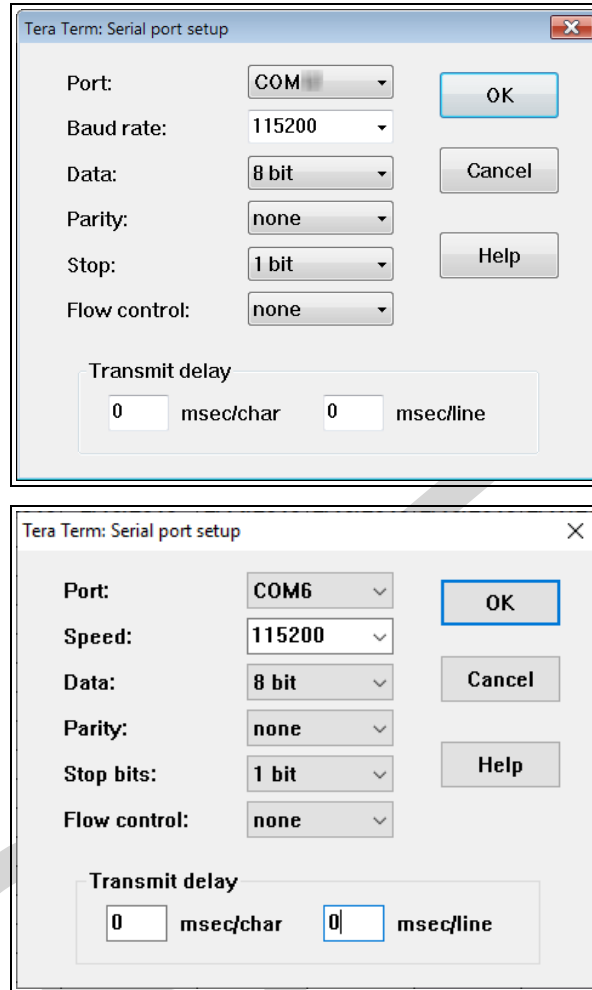 Tera Term: Serial port setup
Port: COM OK
Baud rate: 115200
Data: 8 bit Cancel
Parity: none
Stop: 1 bit Help
Flow control: none
Transmit delay
0 msec/char 0 msec/line
Tera Term: Serial port setup
Port: COM6 OK
Speed: 115200
Data: 8 bit Cancel
Parity: none
Stop bits: 1 bit Help
Flow control: none
Transmit delay
0 msec/char 0 msec/line